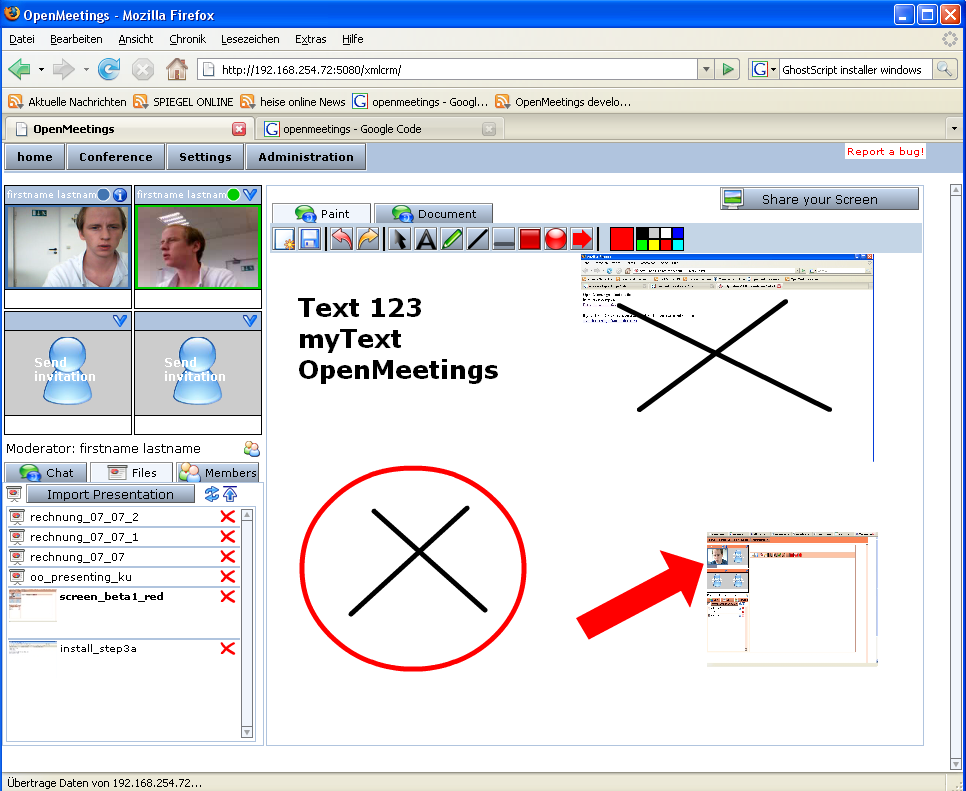 OpenMeetings - Mozilla Firefox
Datei Bearbeiten Ansicht Chronik Lesezeichen Extras Hilfe
http://192.168.254.72:5080/xmlcrm/ G GhostScript installer windows
Aktuelle Nachrichten SPIEGEL ONLINE heise online News G openmeetings - Googl... OpenMeetings develo...
OpenMeetings G openmeetings - Google Code
home Conference Settings Administration Report a bug!
firstname lastnam firstname lastnam
Share your Screen
Paint Document
A
Text 123
myText
OpenMeetings
Send
invitation
Send
invitation
Moderator: firstname lastname
Chat Files Members
Import Presentation
rechnung_07_07_2
rechnung_07_07_1
rechnung_07_07
oo_presenting_ku
screen_beta1_red
install_step3a
Übertrage Daten von 192.168.254.72...